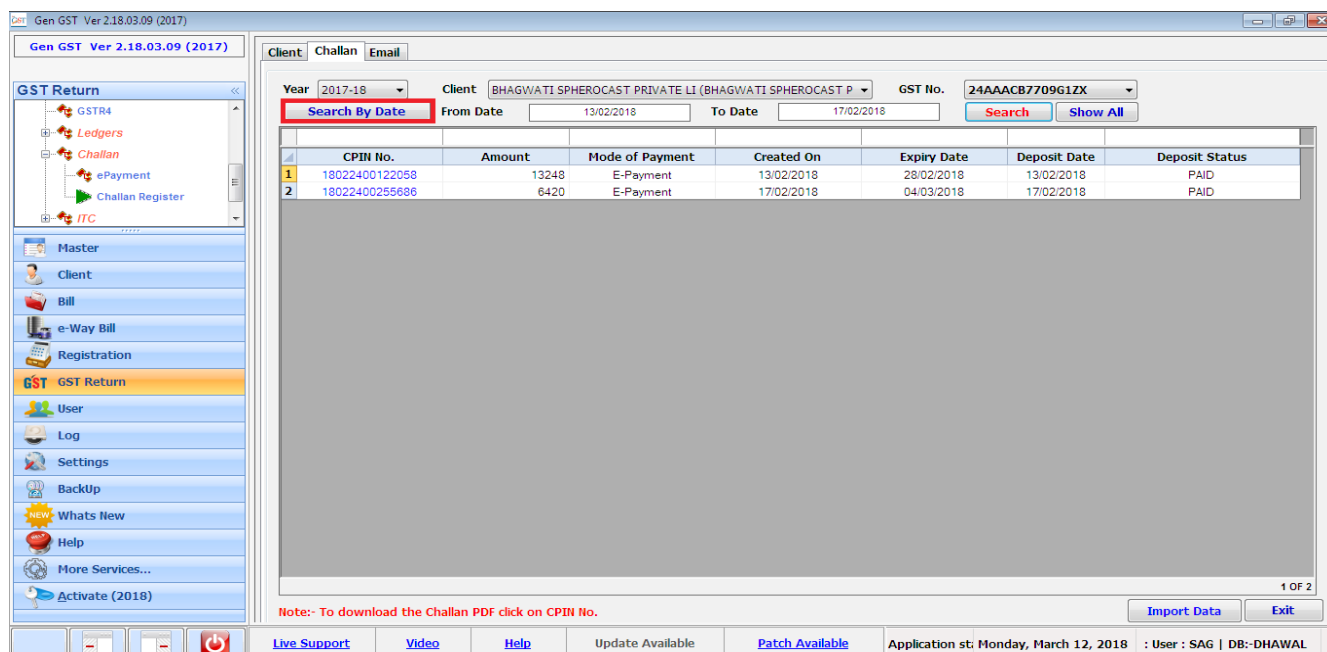 GST Gen GST Ver 2.18.03.09 (2017)
Gen GST Ver 2.18.03.09 (2017)
GST Return
GSTR4
Ledgers
Challan
ePayment
Challan Register
ITC
Master
Client
Bill
e-Way Bill
Registration
GST GST Return
User
Log
Settings
BackUp
NEW Whats New
HELP Help
More Services...
Activate (2018)
Client Challan Email
Year 2017-18 Client BHAGWATI SPHEROCAST PRIVATE LI (BHAGWATI SPHEROCAST P GST No. 24AAACB7709G1ZX
Search By Date From Date 13/02/2018 To Date 17/02/2018 Search Show All
CPIN No. Amount Mode of Payment Created On Expiry Date Deposit Date Deposit Status
1 18022400122058 13248 E-Payment 13/02/2018 28/02/2018 13/02/2018 PAID
2 18022400255686 6420 E-Payment 17/02/2018 04/03/2018 17/02/2018 PAID
1 OF 2
Note:- To download the Challan PDF click on CPIN No. Import Data Exit
Live Support Video Help Update Available Patch Available Application st: Monday, March 12, 2018 : User : SAG | DB:-DHAWAL